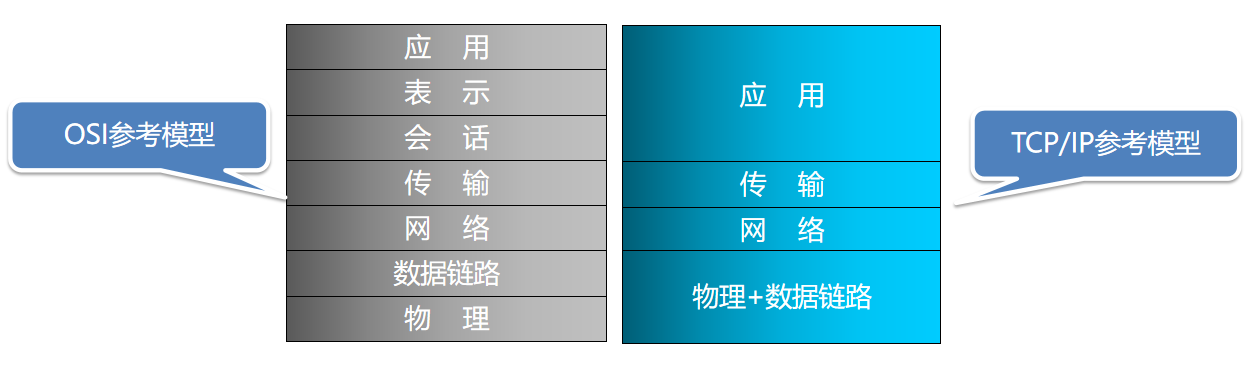 OSI参考模型
应 用
表 示
会 话
传 输
网 络
数据链路
物 理
应 用
传 输
网 络
物理+数据链路
TCP/IP参考模型